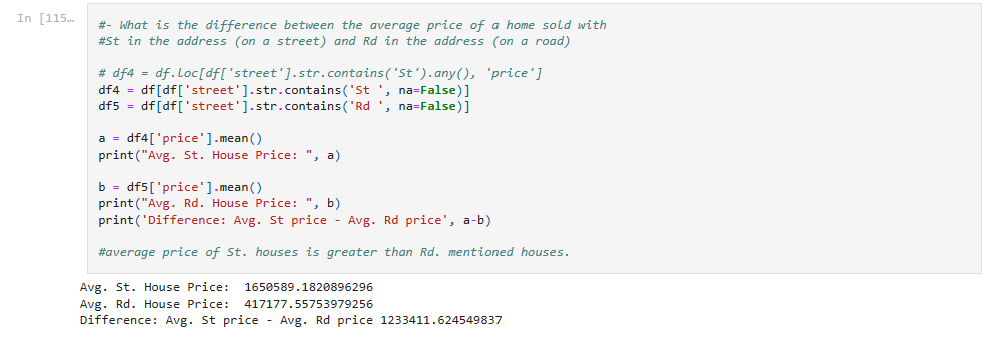 In [115…
#- What is the difference between the average price of a home sold with
#St in the address (on a street) and Rd in the address (on a road)
# df4 = df.loc[df['street'].str.contains('St').any(), 'price']
df4 = df[df['street'].str.contains('St ', na=False)]
df5 = df[df['street'].str.contains('Rd ', na=False)]
a = df4['price'].mean()
print("Avg. St. House Price: ", a)
b = df5['price'].mean()
print("Avg. Rd. House Price: ", b)
print('Difference: Avg. St price - Avg. Rd price', a-b)
#average price of St. houses is greater than Rd. mentioned houses.
Avg. St. House Price:  1650589.1820896296
Avg. Rd. House Price:  417177.55753979256
Difference: Avg. St price - Avg. Rd price 1233411.624549837